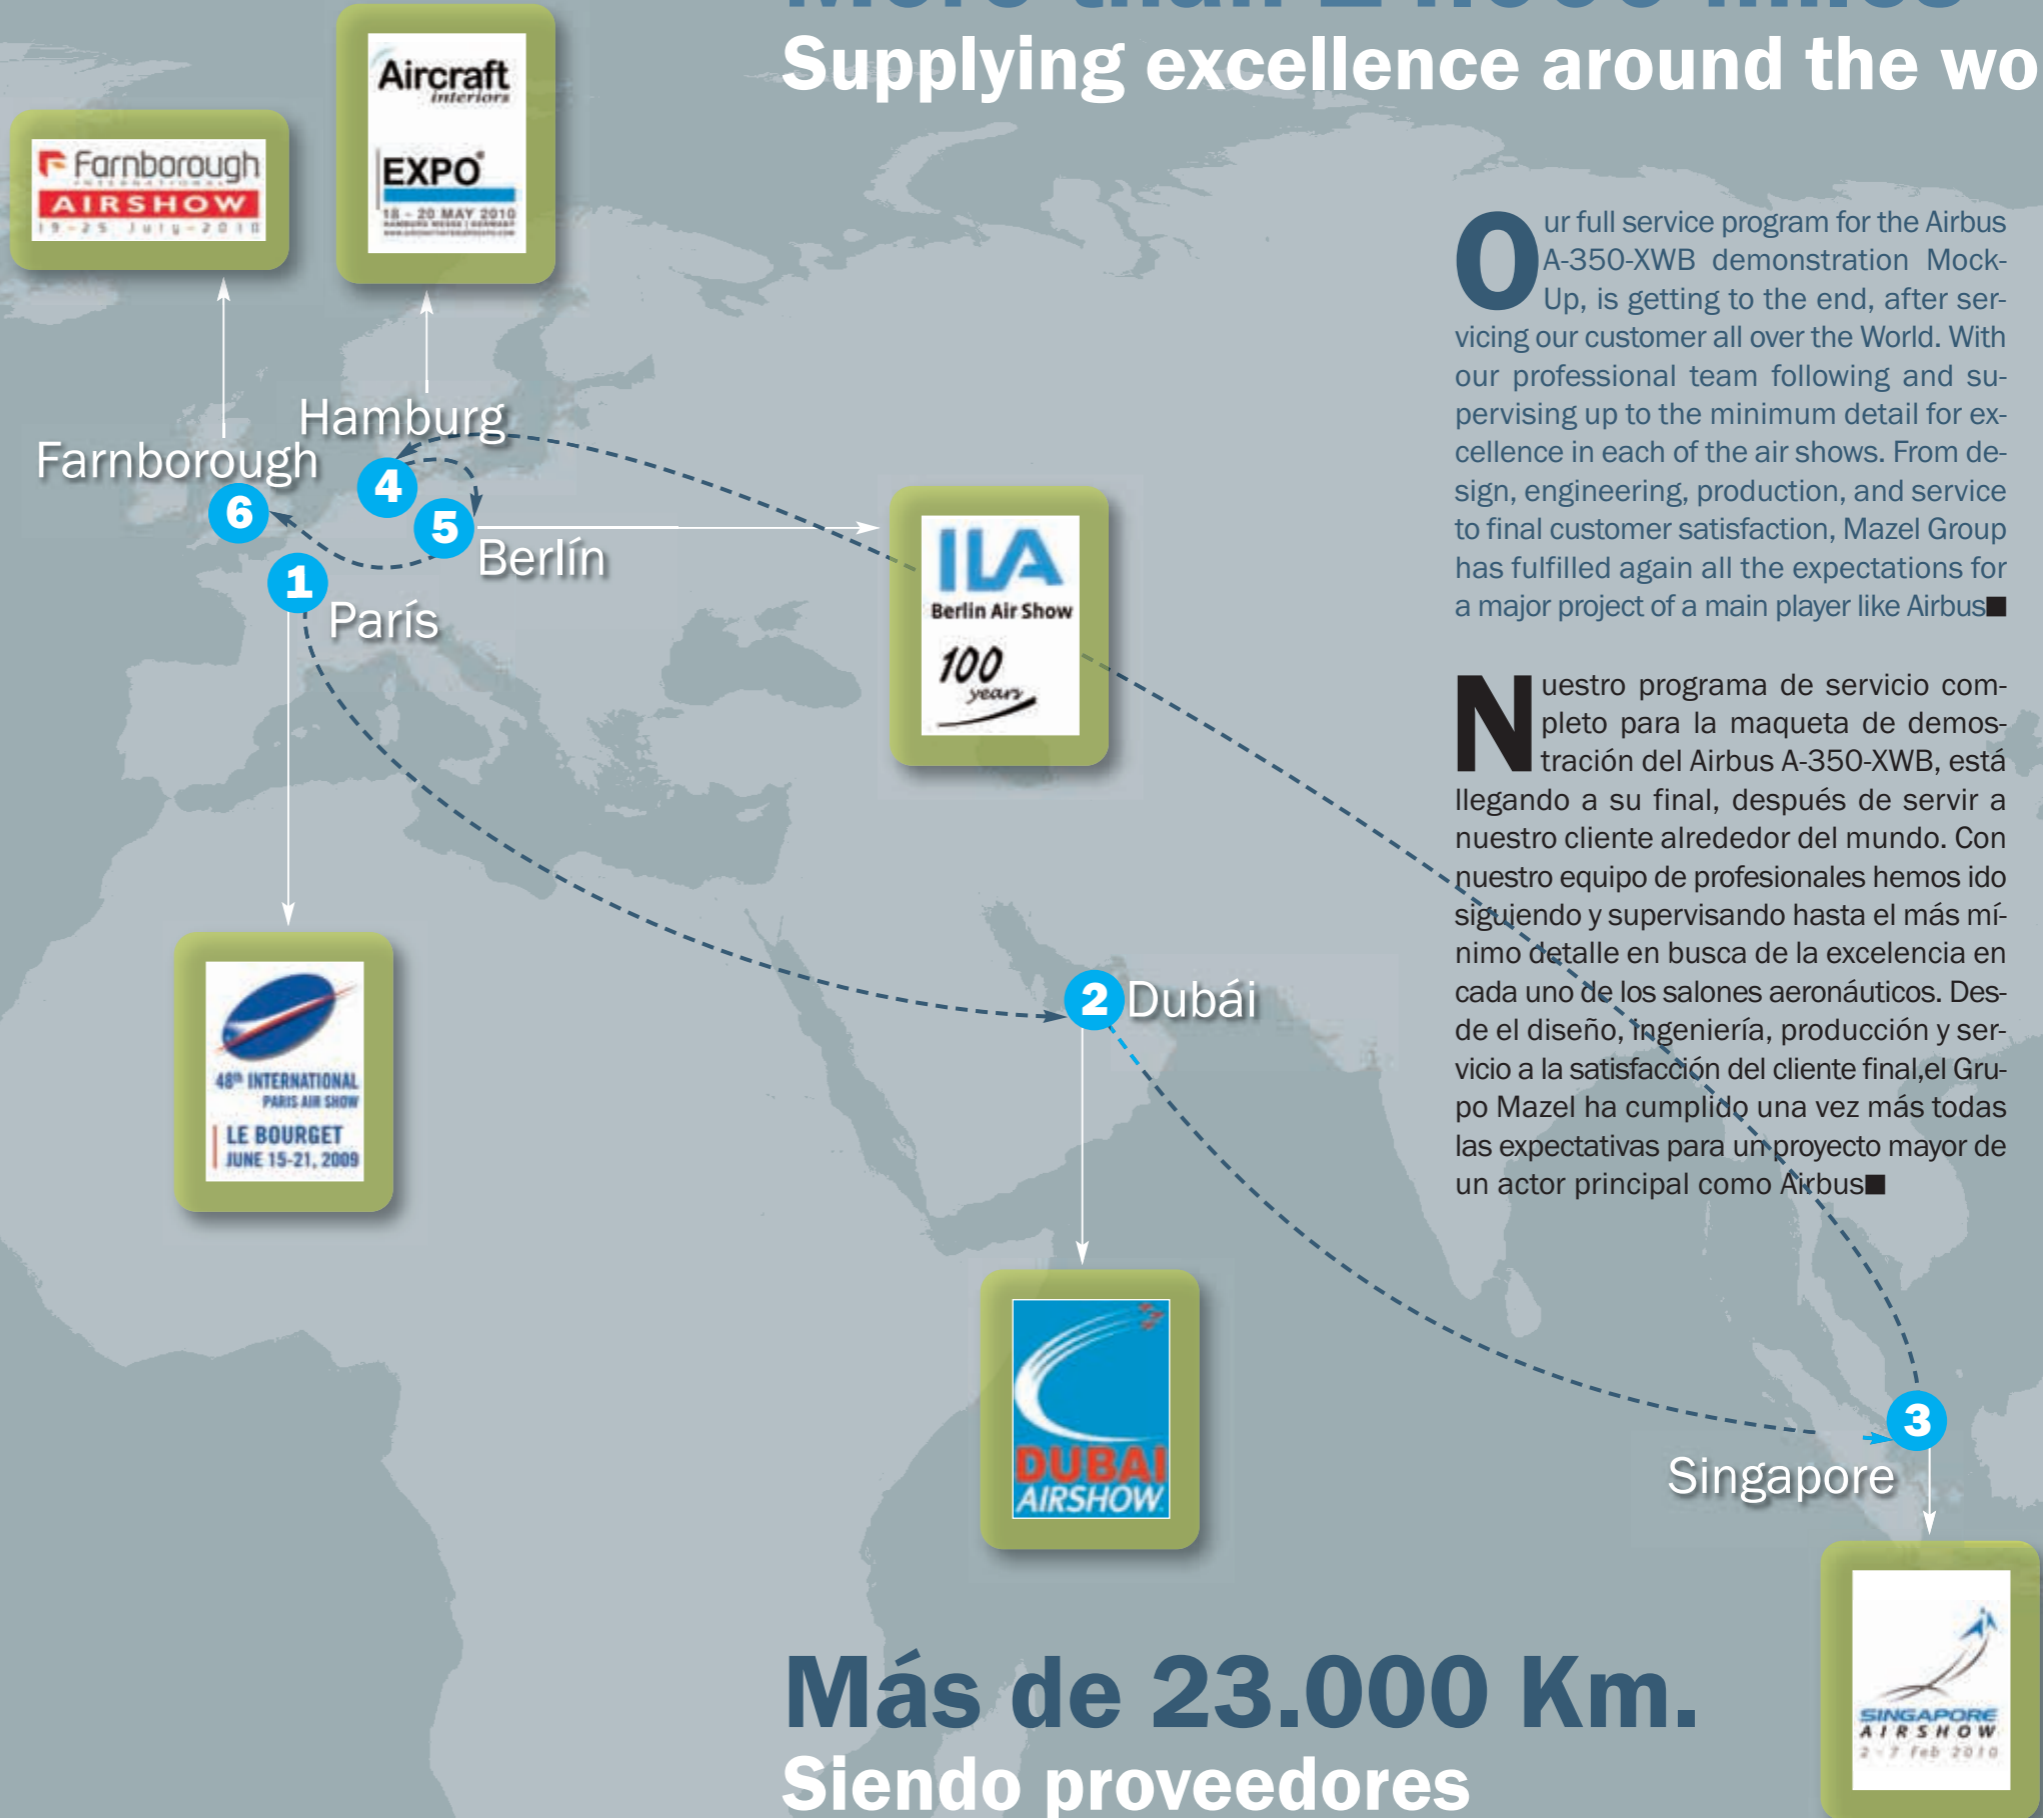 More than
Supplying excellence around the wo
Farnborough
INTERNATIONAL
AIRSHOW
19-25 July-2010
Aircraft
interiors
EXPO
18 - 20 MAY 2010
HAMBURG MESSE | GERMANY
Hamburg
Farnborough
4
6
5
Berlín
1
París
ILA
Berlin Air Show
100
years
Our full service program for the Airbus
A-350-XWB demonstration Mock-
Up, is getting to the end, after ser-
vicing our customer all over the World. With
our professional team following and su-
pervising up to the minimum detail for ex-
cellence in each of the air shows. From de-
sign, engineering, production, and service
to final customer satisfaction, Mazel Group
has fulfilled again all the expectations for
a major project of a main player like Airbus■
Nuestro programa de servicio com-
pleto para la maqueta de demos-
tración del Airbus A-350-XWB, está
llegando a su final, después de servir a
nuestro cliente alrededor del mundo. Con
nuestro equipo de profesionales hemos ido
siguiendo y supervisando hasta el más mí-
nimo detalle en busca de la excelencia en
cada uno de los salones aeronáuticos. Des-
de el diseño, ingeniería, producción y ser-
vicio a la satisfacción del cliente final,el Gru-
po Mazel ha cumplido una vez más todas
las expectativas para un proyecto mayor de
un actor principal como Airbus■
48th INTERNATIONAL
PARIS AIR SHOW
LE BOURGET
JUNE 15-21, 2009
2 Dubái
DUBAI
AIRSHOW
3
Singapore
SINGAPORE
AIRSHOW
2 - 7 Feb 2010
Más de 23.000 Km.
Siendo proveedores